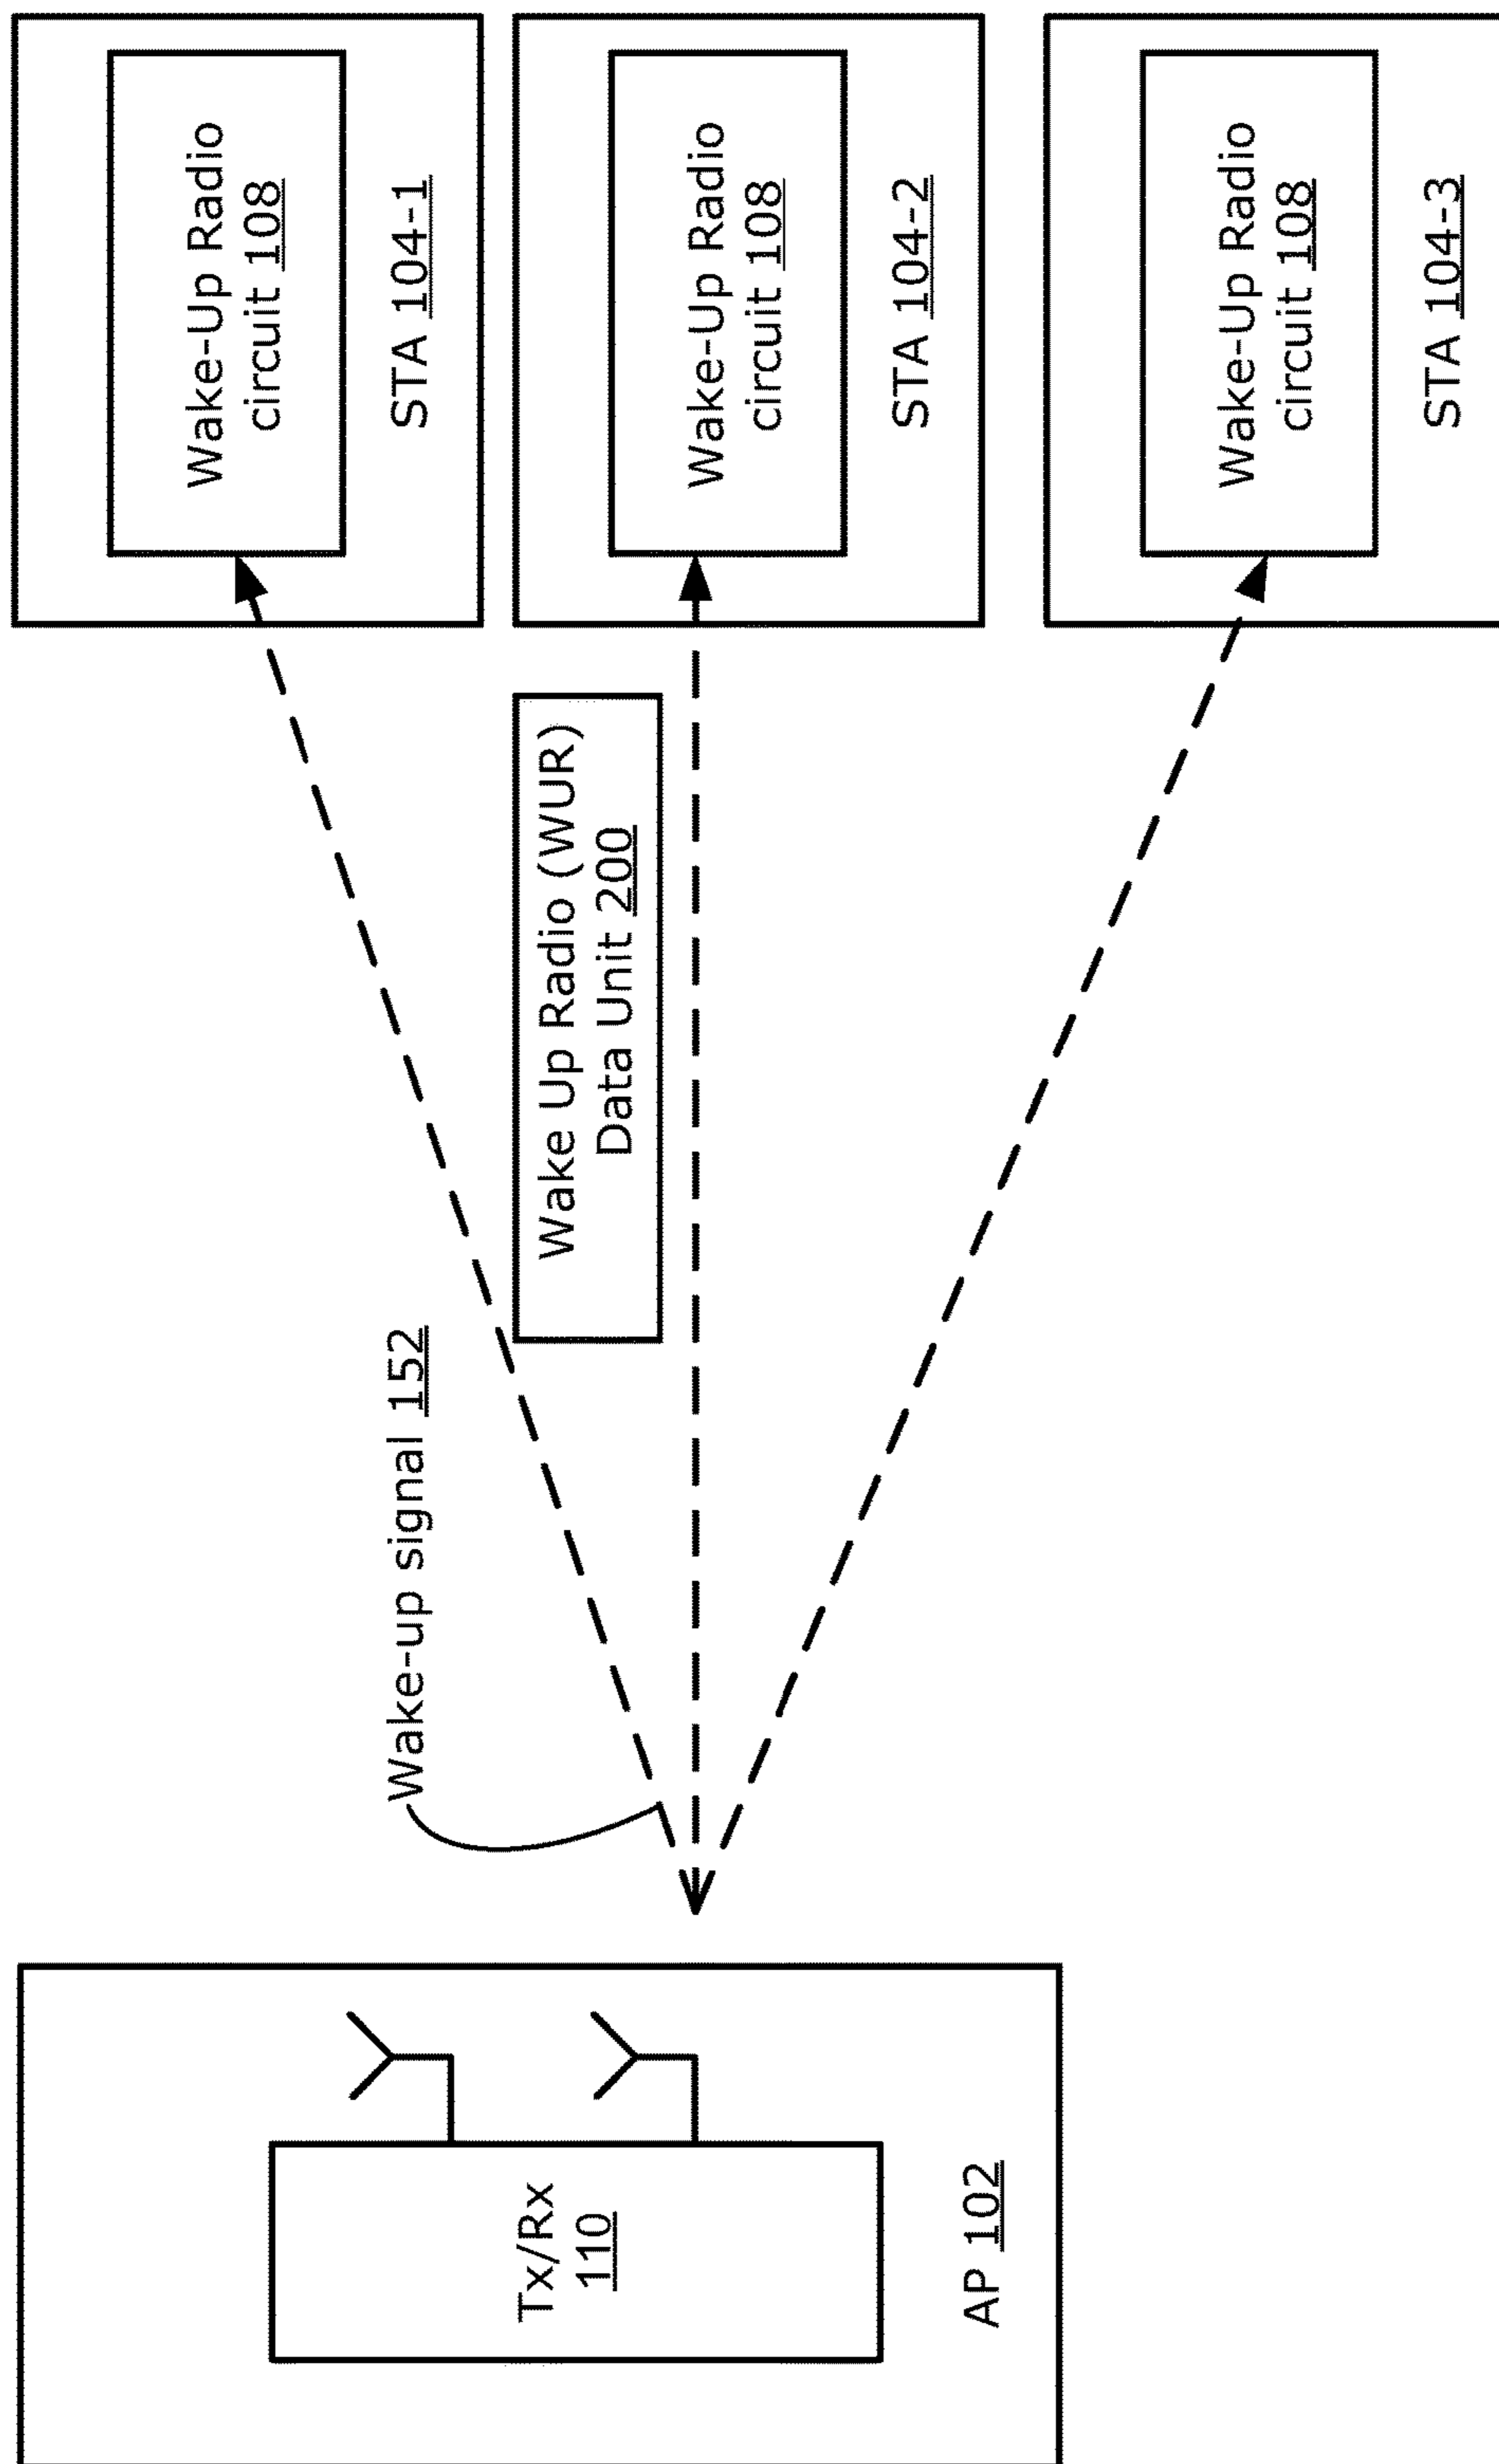 Tx/Rx
110
AP 102
Wake-up signal 152
Wake Up Radio (WUR)
Data Unit 200
Wake-Up Radio
circuit 108
STA 104-1
Wake-Up Radio
circuit 108
STA 104-2
Wake-Up Radio
circuit 108
STA 104-3